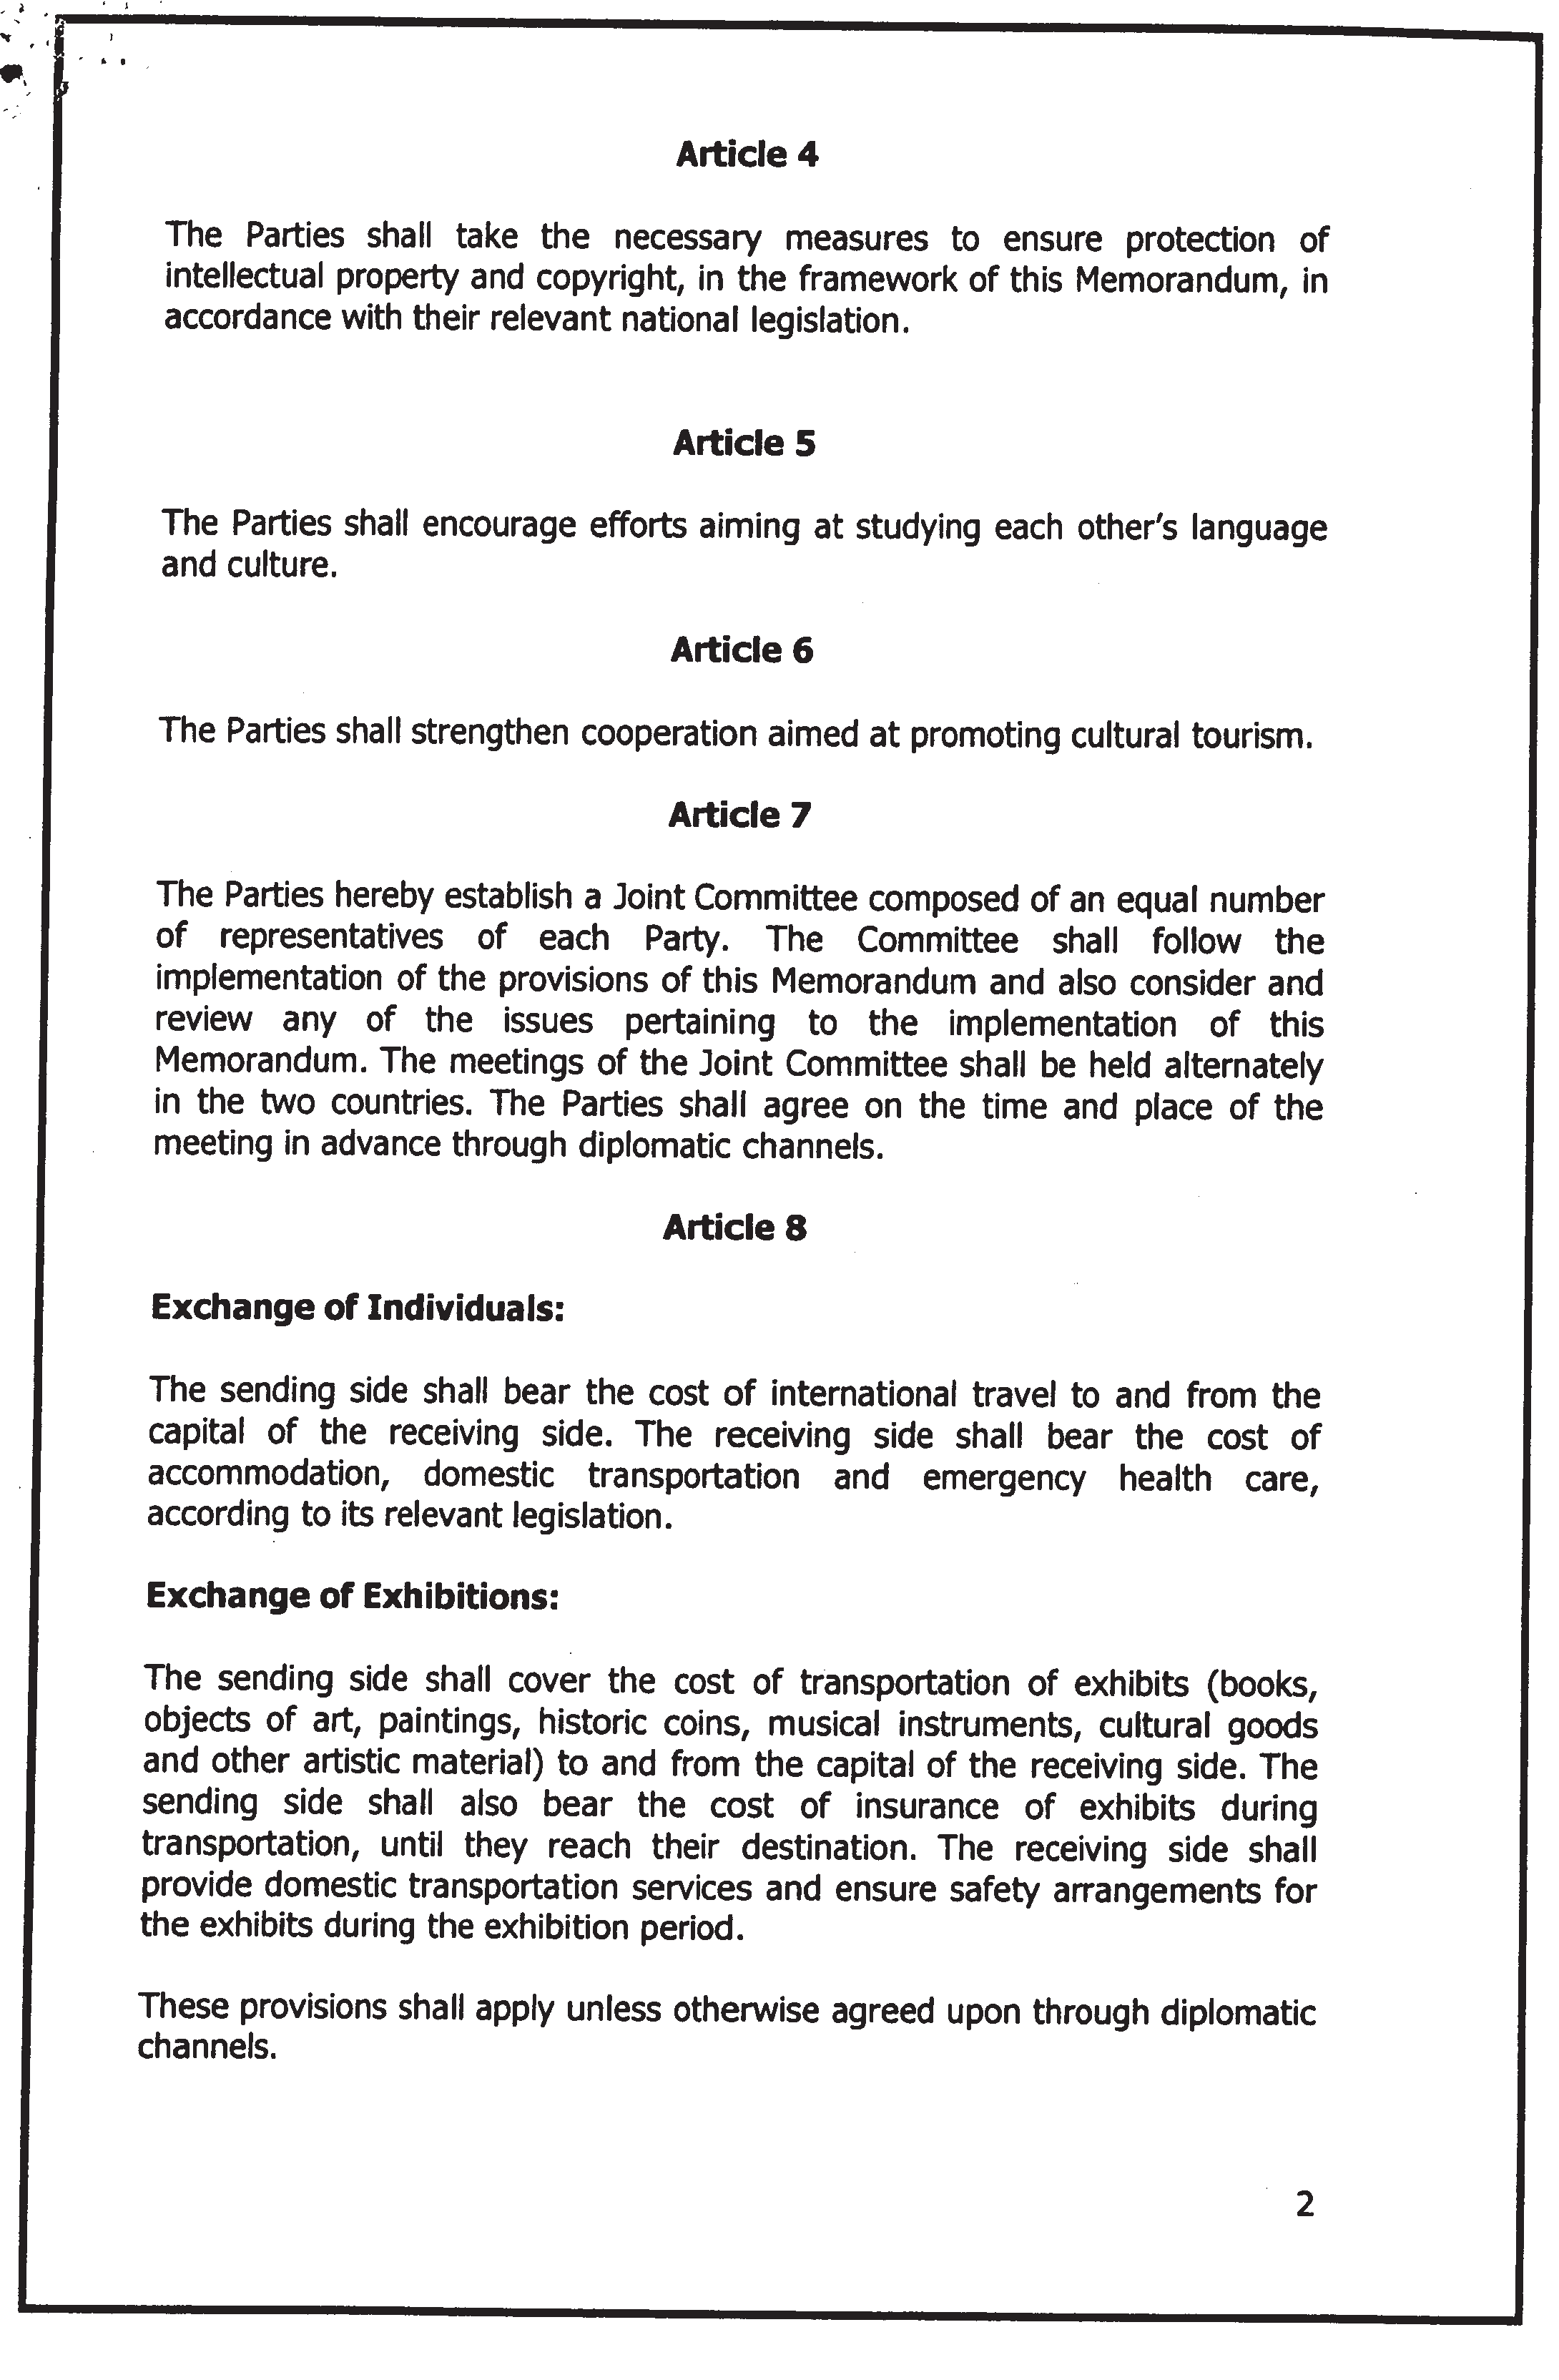 Article 4
The Parties shall take the necessary measures to ensure protection of
intellectual property and copyright, in the framework of this Memorandum, in
accordance with their relevant national legislation.
Article 5
The Parties shall encourage efforts aiming at studying each other's language
and culture.
Article 6
The Parties shall strengthen cooperation aimed at promoting cultural tourism.
Article 7
The Parties hereby establish a Joint Committee composed of an equal number
of representatives of each Party. The Committee shall follow the
implementation of the provisions of this Memorandum and also consider and
review any of the issues pertaining to the implementation of this
Memorandum. The meetings of the Joint Committee shall be held alternately
in the two countries. The Parties shall agree on the time and place of the
meeting in advance through diplomatic channels.
Article 8
Exchange of Individuals:
The sending side shall bear the cost of international travel to and from the
capital of the receiving side. The receiving side shall bear the cost of
accommodation, domestic transportation and emergency health care,
according to its relevant legislation.
Exchange of Exhibitions:
The sending side shall cover the cost of transportation of exhibits (books,
objects of art, paintings, historic coins, musical instruments, cultural goods
and other artistic material) to and from the capital of the receiving side. The
sending side shall also bear the cost of insurance of exhibits during
transportation, until they reach their destination. The receiving side shall
provide domestic transportation services and ensure safety arrangements for
the exhibits during the exhibition period.
These provisions shall apply unless otherwise agreed upon through diplomatic
channels.
2